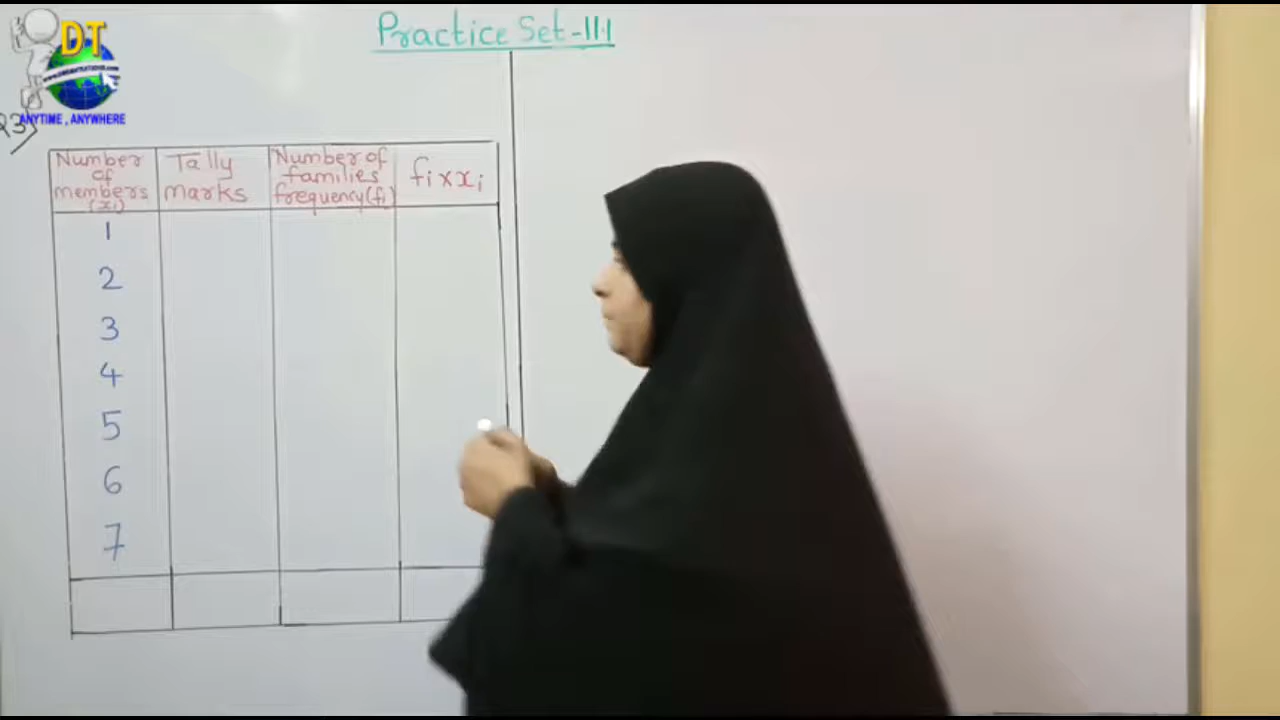 Practice Set-11.1
DT
ANYTIME , ANYWHERE
Number of members (xi)
Tally marks
Number of families frequency (fi)
fi × xi
1
2
3
4
5
6
7